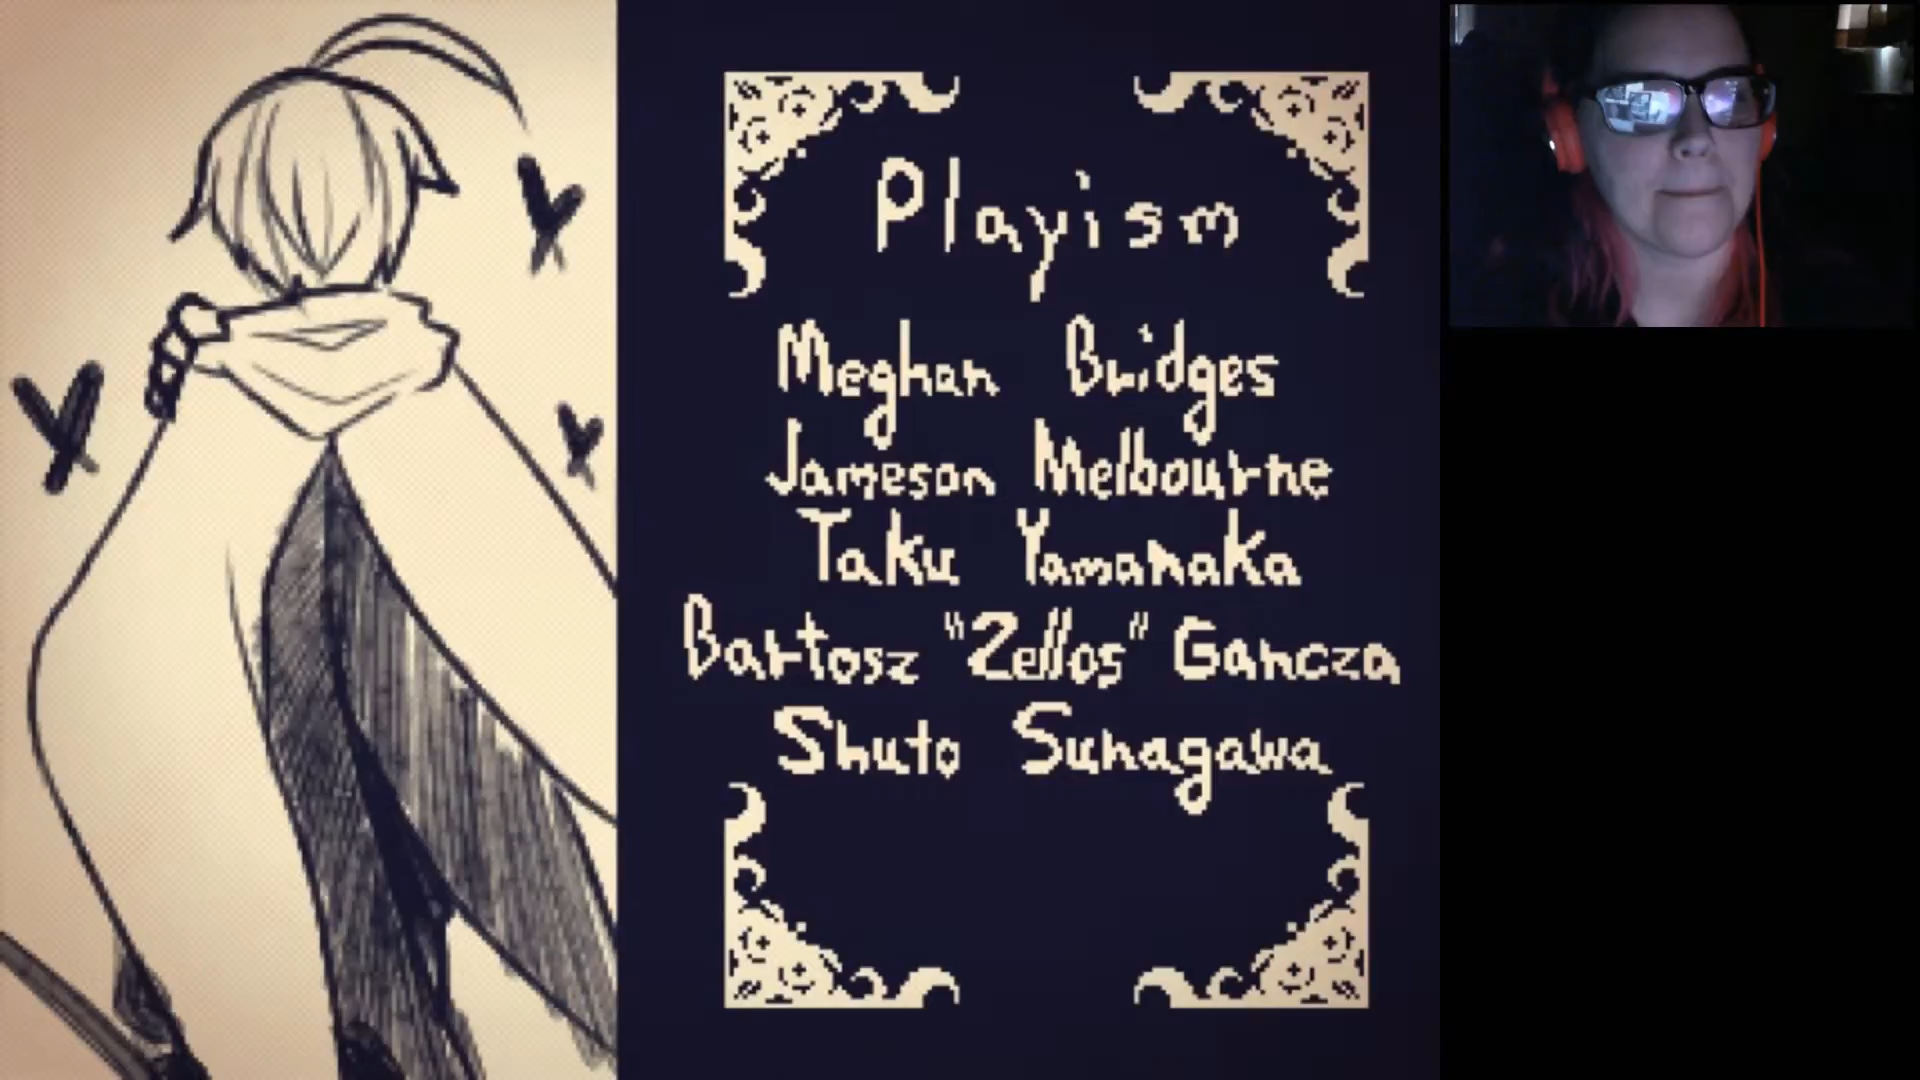 Playism
Meghan Bridges
Jameson Melbourne
Taku Yamanaka
Bartosz "Zellos" Gancza
Shuto Sunagawa